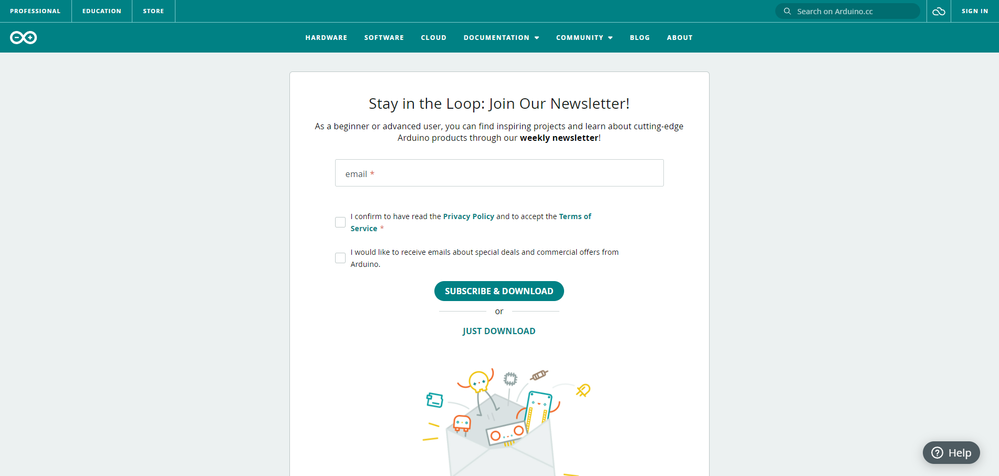 PROFESSIONAL
EDUCATION
STORE
Search on Arduino.cc
SIGN IN
HARDWARE
SOFTWARE
CLOUD
DOCUMENTATION
COMMUNITY
BLOG
ABOUT
Stay in the Loop: Join Our Newsletter!
As a beginner or advanced user, you can find inspiring projects and learn about cutting-edge
Arduino products through our weekly newsletter!
email *
I confirm to have read the Privacy Policy and to accept the Terms of
Service *
I would like to receive emails about special deals and commercial offers from
Arduino.
SUBSCRIBE & DOWNLOAD
or
JUST DOWNLOAD
Help